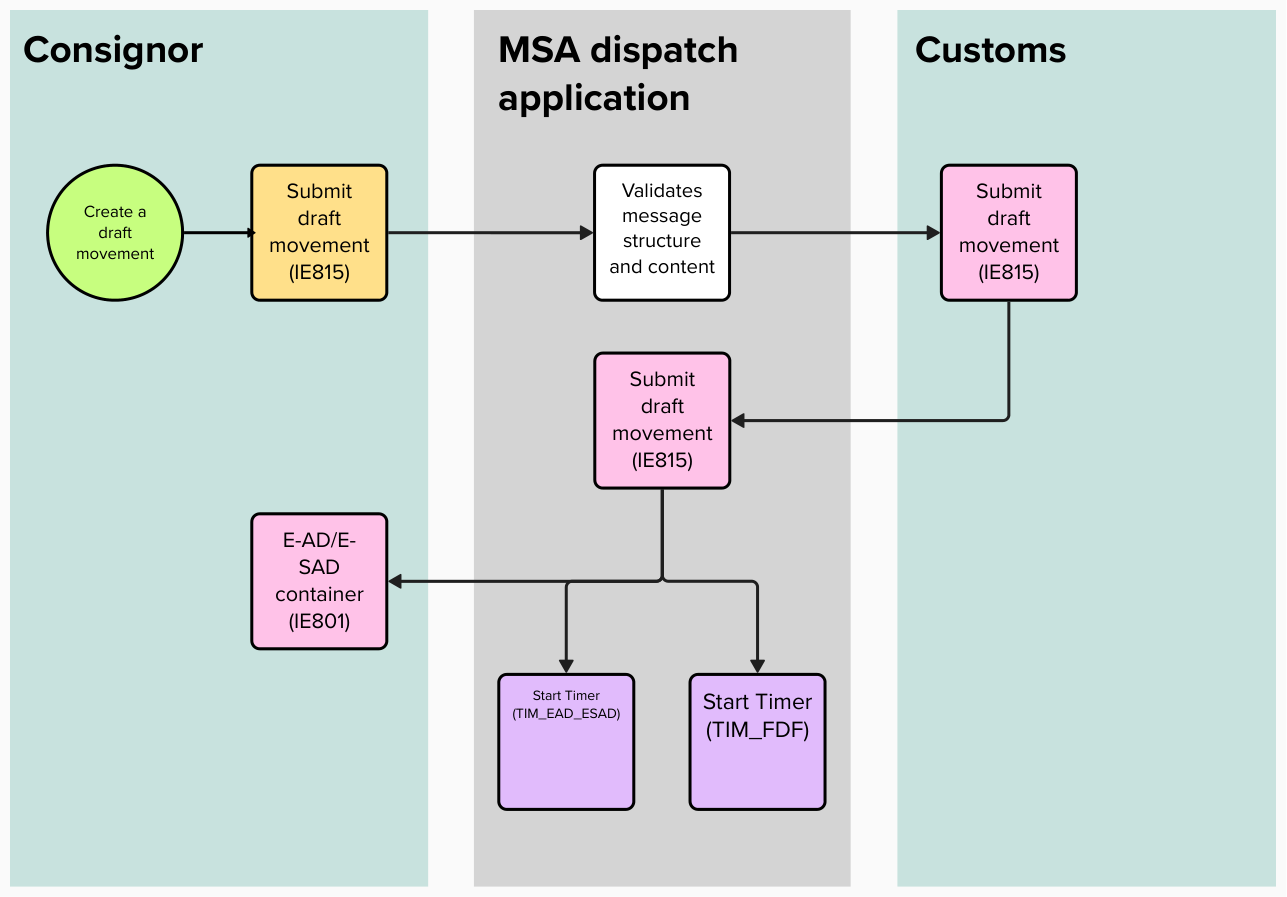 Consignor
MSA dispatch
application
Customs
Create a
draft
movement
Submit
draft
movement
(IE815)
Validates
message
structure
and content
Submit
draft
movement
(IE815)
Submit
draft
movement
(IE815)
E-AD/E-
SAD
container
(IE801)
Start Timer
(TIM_EAD_ESAD)
Start Timer
(TIM_FDF)